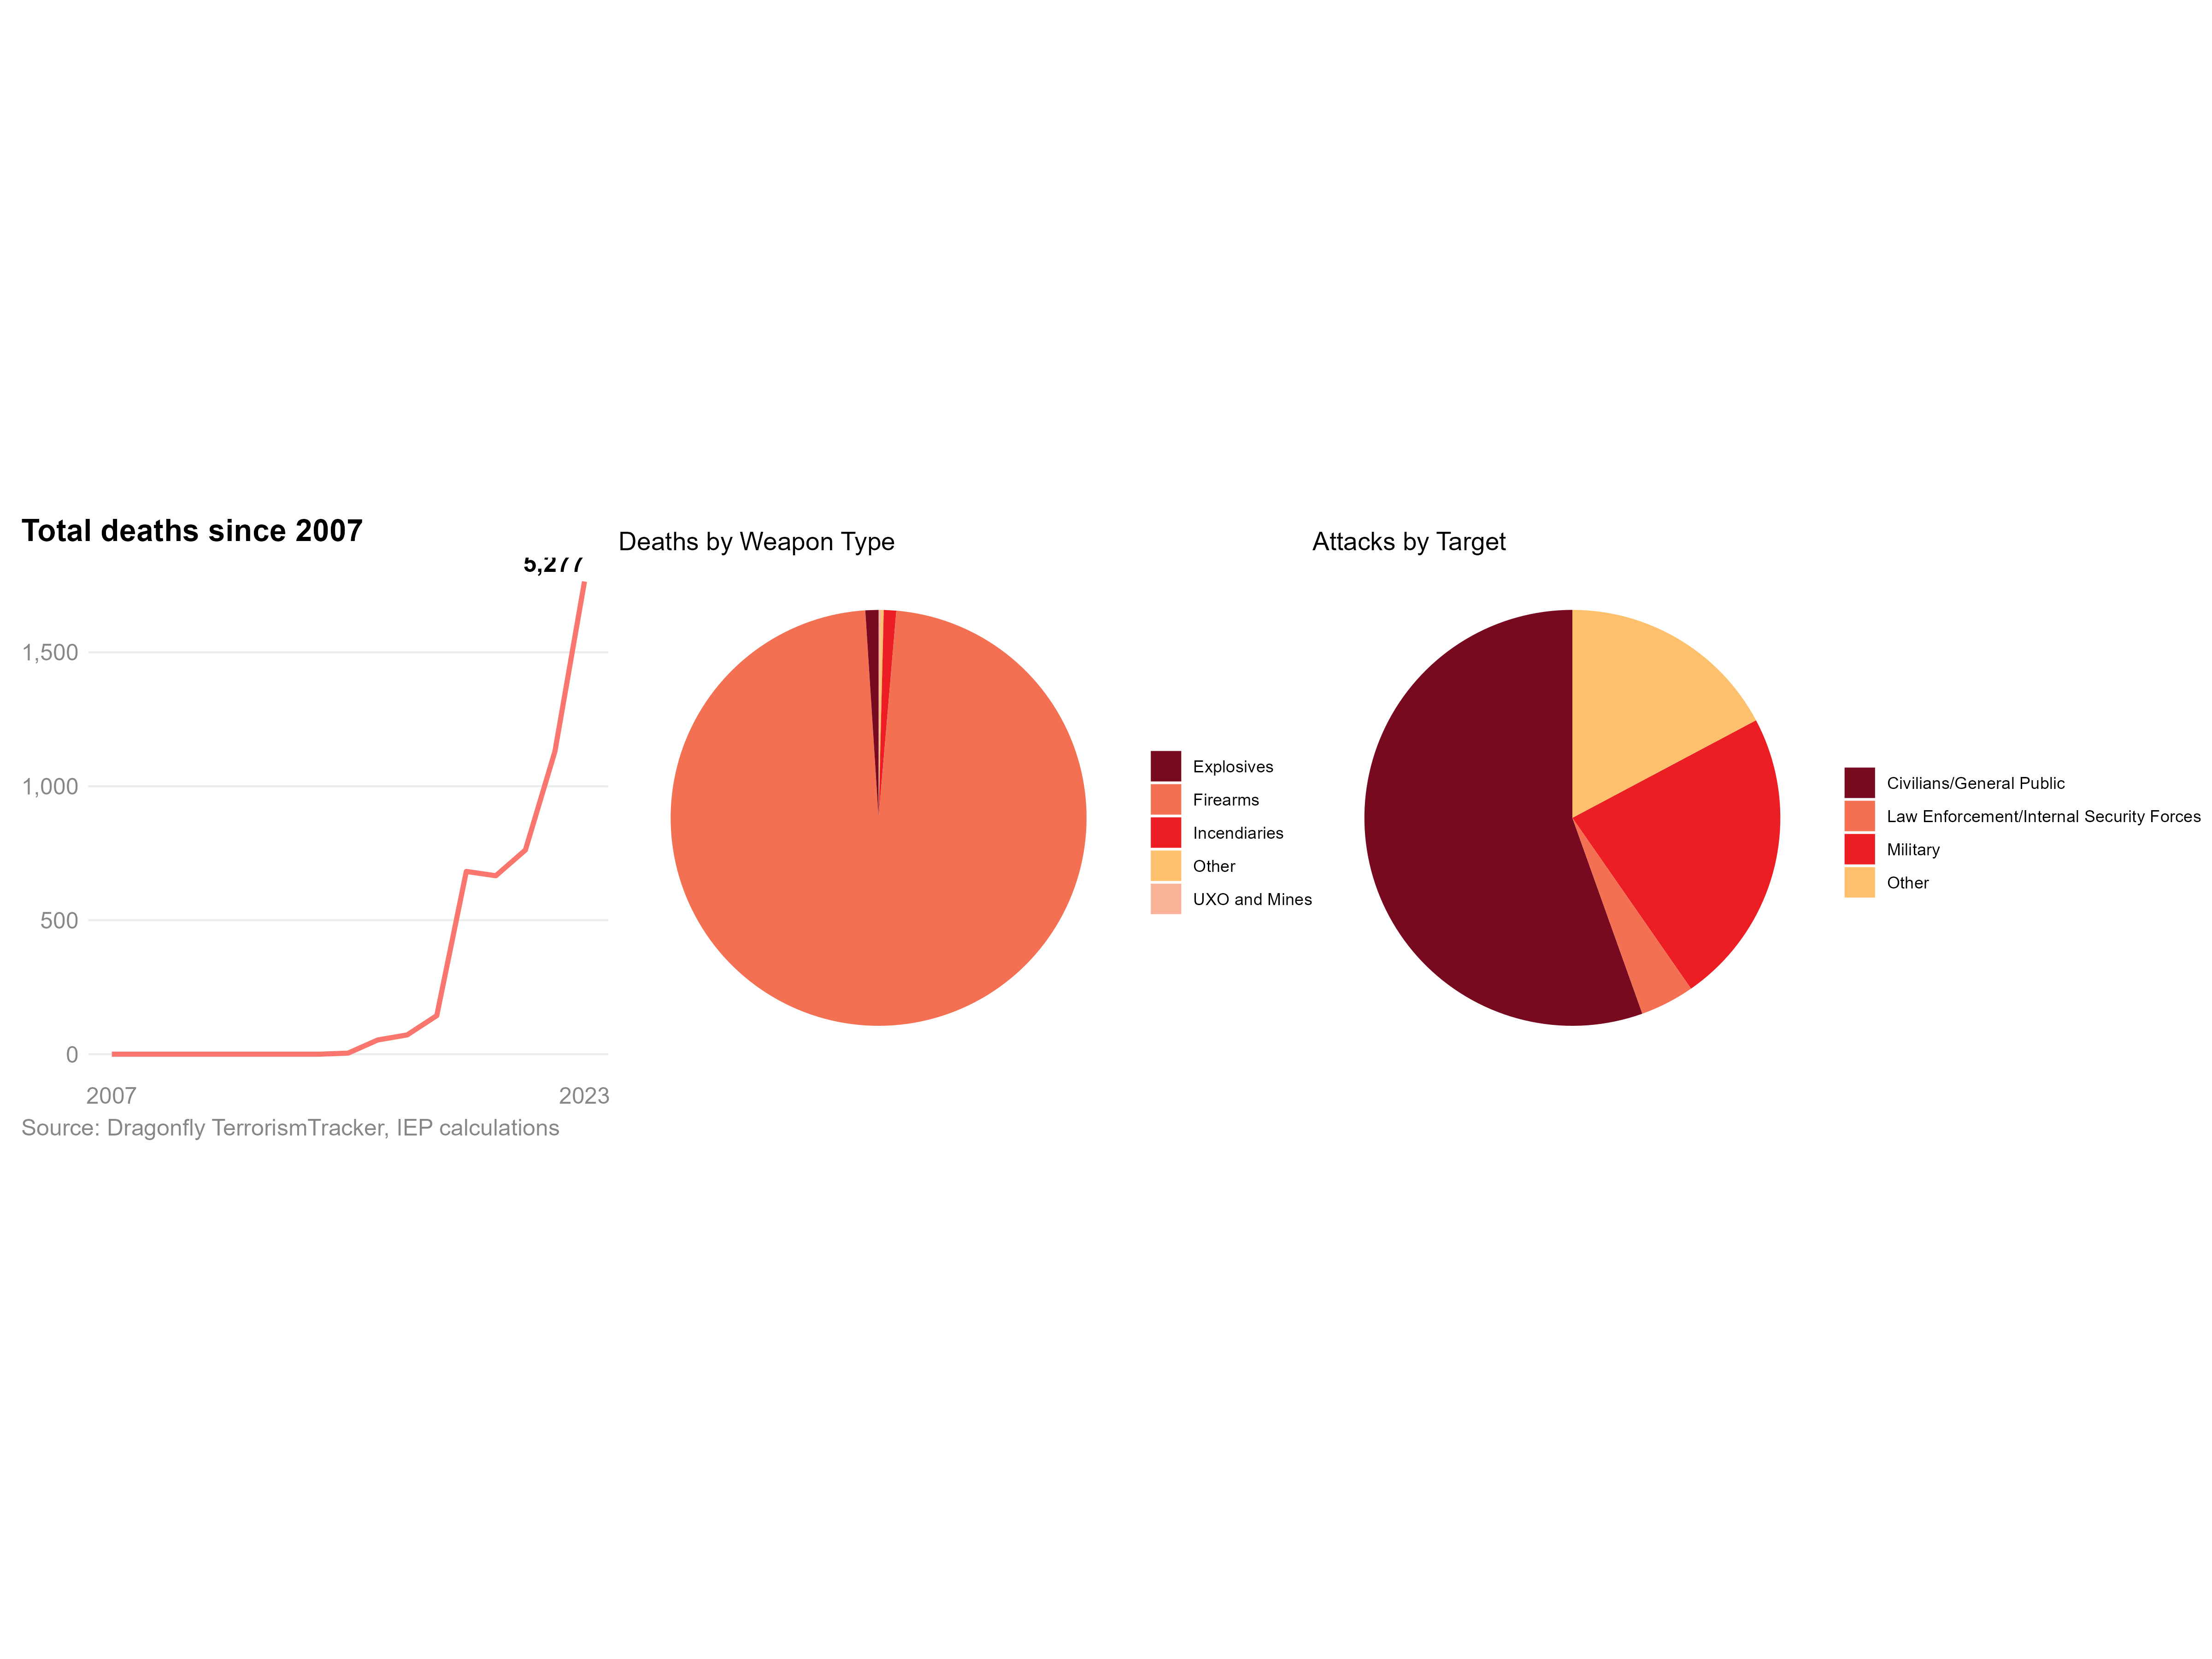 Total deaths since 2007
5,277
1,500
1,000
500
0
2007
2023
Source: Dragonfly TerrorismTracker, IEP calculations
Deaths by Weapon Type
Explosives
Firearms
Incendiaries
Other
UXO and Mines
Attacks by Target
Civilians/General Public
Law Enforcement/Internal Security Forces
Military
Other